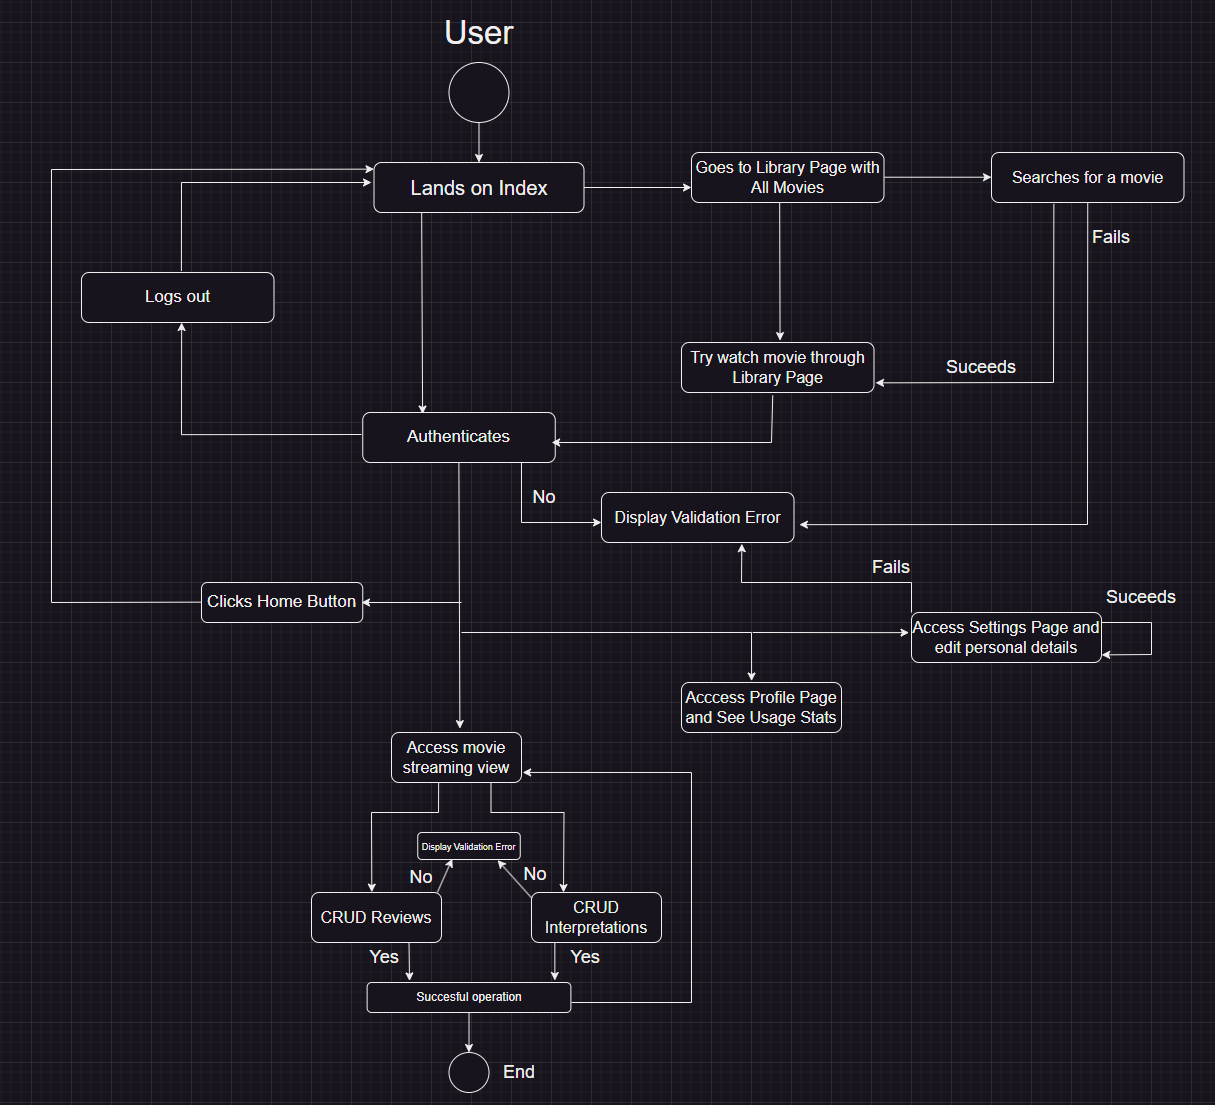 User
Lands on Index
Goes to Library Page with
All Movies
Searches for a movie
Fails
Logs out
Try watch movie through
Library Page
Suceeds
Authenticates
No
Display Validation Error
Fails
Clicks Home Button
Suceeds
Access Settings Page and
edit personal details
Acccess Profile Page
and See Usage Stats
Access movie
streaming view
Display Validation Error
No
No
CRUD Reviews
CRUD
Interpretations
Yes
Yes
Succesful operation
End